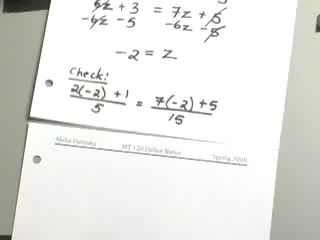 6z + 3 = 7z + 5
-6z - 5 -6z - 5
-2 = z
Check:
2(-2) + 1 / 5 = 7(-2) + 5 / 15
MT 120 Online Notes Spring 2008